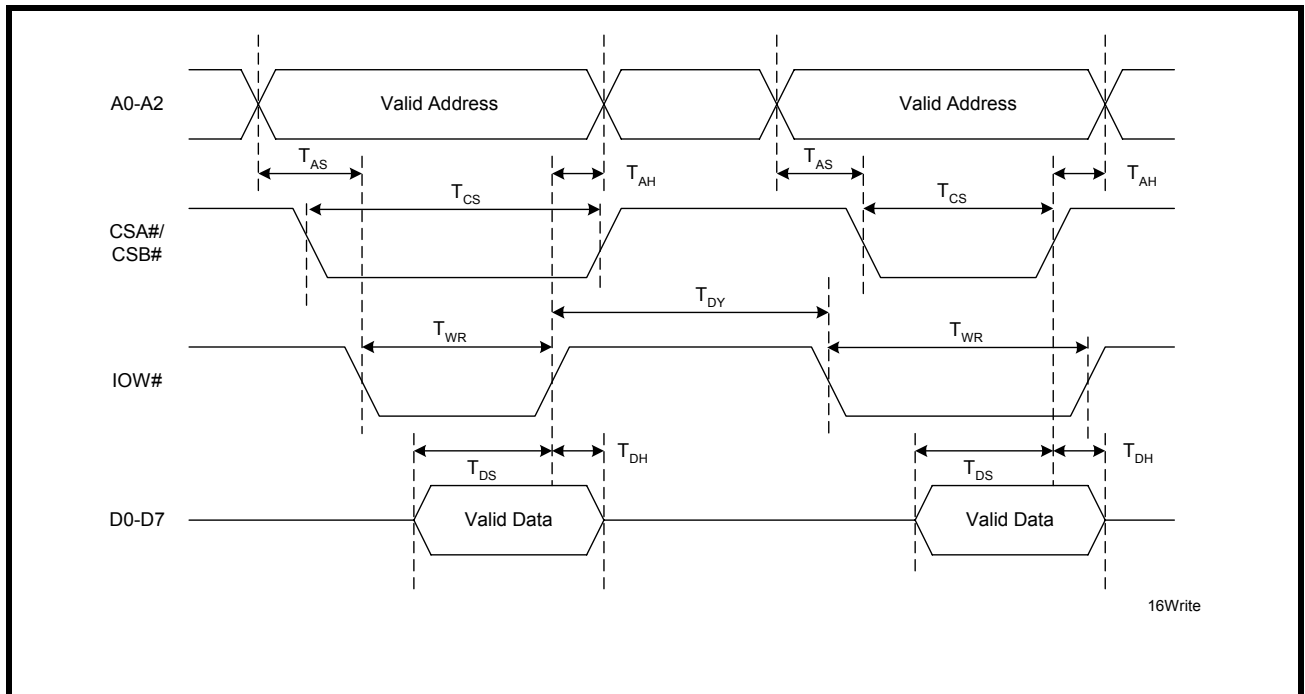 A0-A2
Valid Address
Valid Address
TAS
TAH
TAS
TAH
TCS
TCS
CSA#/
CSB#
TDY
TWR
TWR
IOW#
TDS
TDH
TDS
TDH
D0-D7
Valid Data
Valid Data
16Write